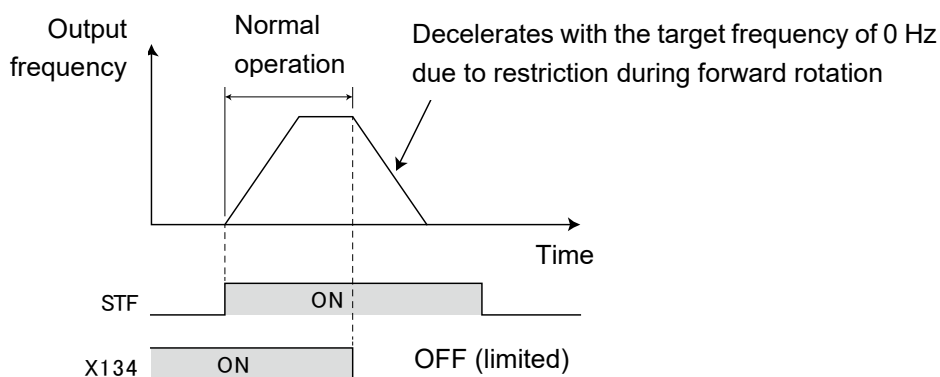 Output
frequency
Normal
operation
Decelerates with the target frequency of 0 Hz
due to restriction during forward rotation
Time
STF
ON
X134
ON
OFF (limited)